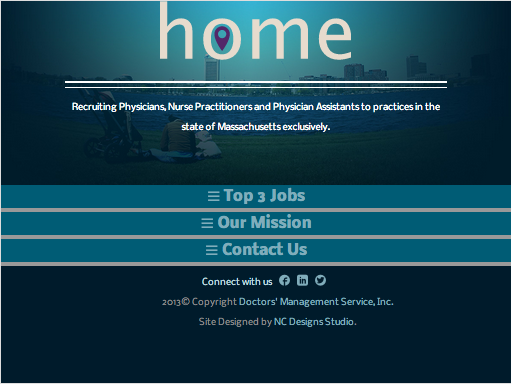 home
Recruiting Physicians, Nurse Practitioners and Physician Assistants to practices in the
state of Massachusetts exclusively.
Top 3 Jobs
Our Mission
Contact Us
Connect with us
2013© Copyright Doctors' Management Service, Inc.
Site Designed by NC Designs Studio.